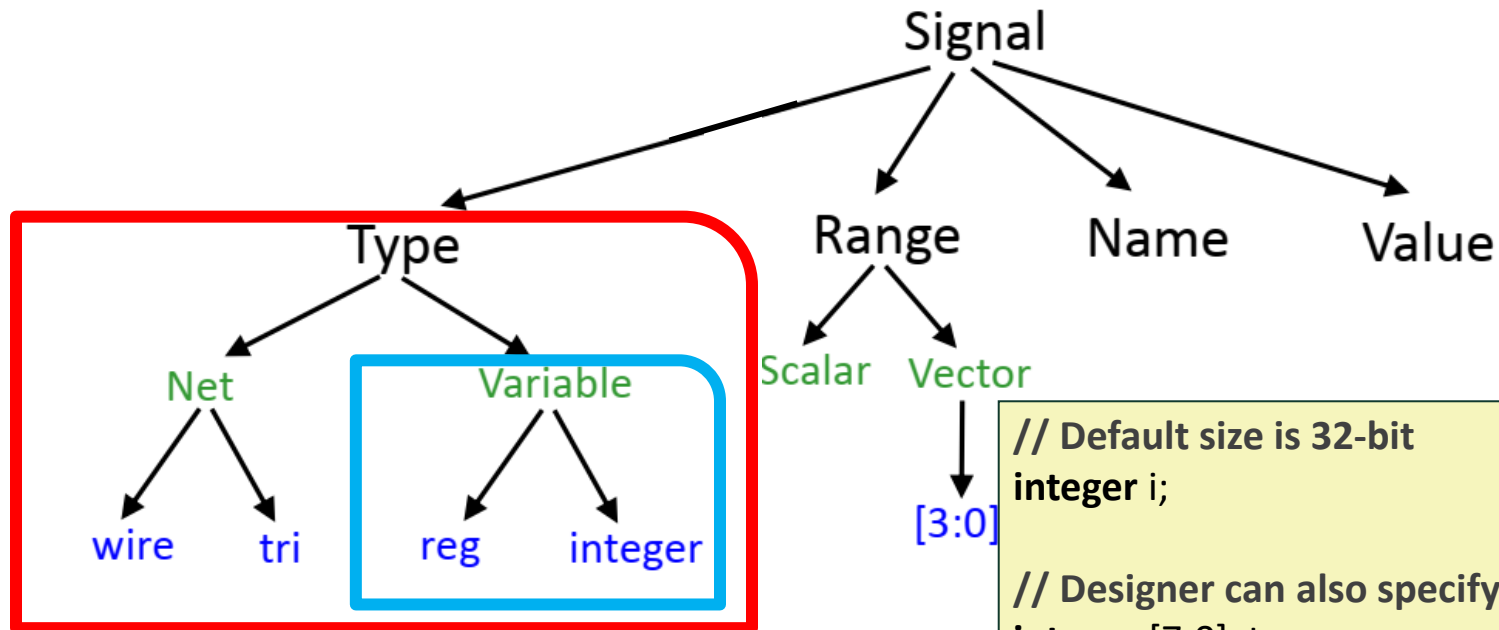 Signal
Type
Range
Name
Value
Net
Variable
Scalar
Vector
wire
tri
reg
integer
[3:0]
// Default size is 32-bit
integer i;
// Designer can also specify